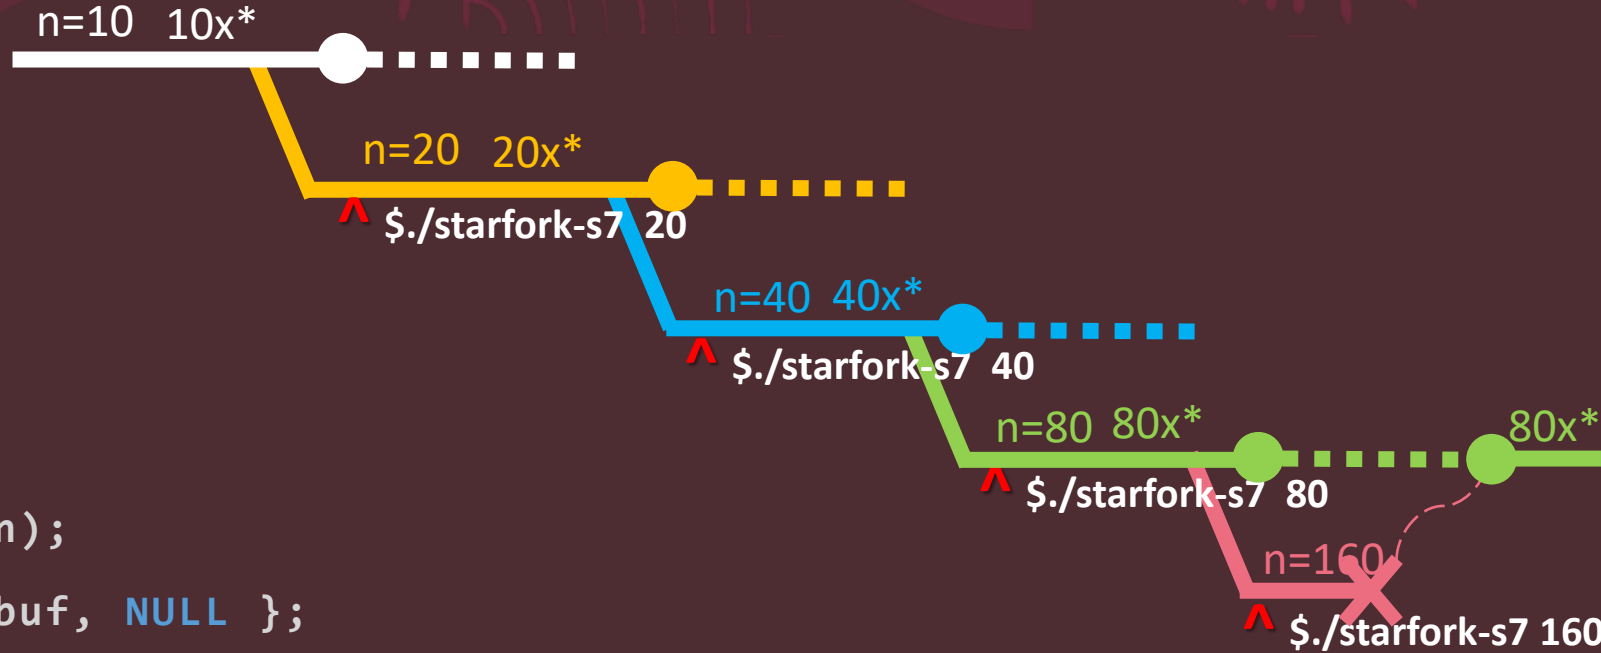 n=10 10x*
n=20 20x*
^ $./starfork-s7 20
n=40 40x*
^ $./starfork-s7 40
n=80 80x* 80x*
^ $./starfork-s7 80
n);
n=160
buf, NULL };
^ $./starfork-s7 160